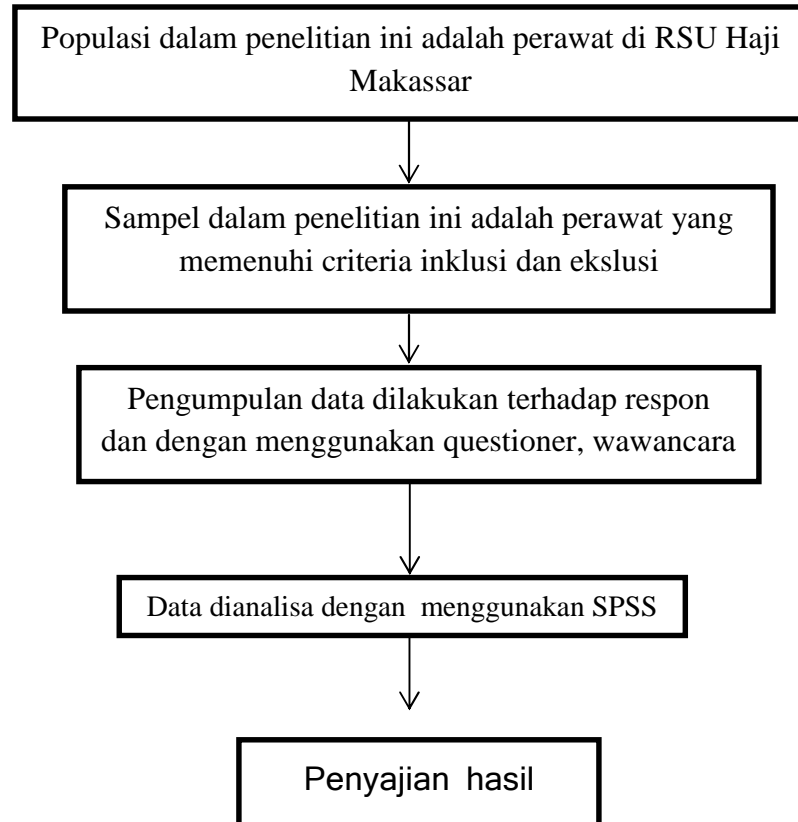 Populasi dalam penelitian ini adalah perawat di RSU Haji
Makassar
Sampel dalam penelitian ini adalah perawat yang
memenuhi criteria inklusi dan ekslusi
Pengumpulan data dilakukan terhadap respon
dan dengan menggunakan questioner, wawancara
Data dianalisa dengan menggunakan SPSS
Penyajian hasil